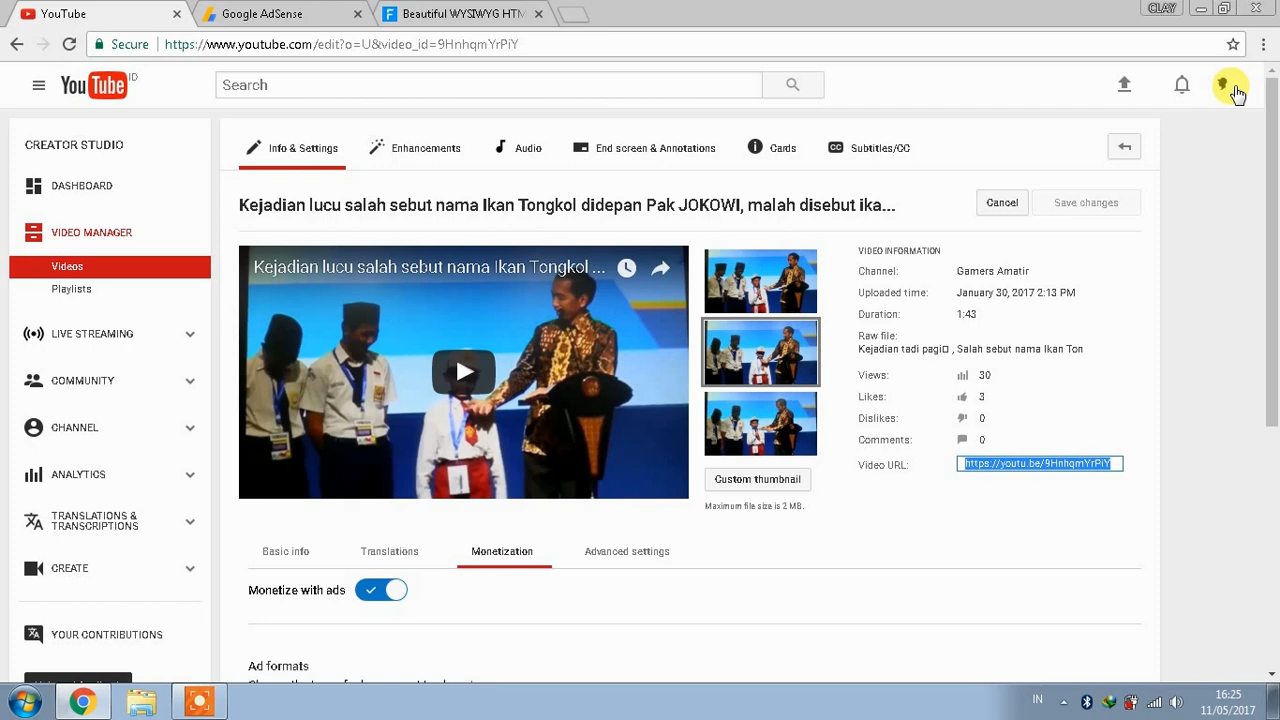 YouTube
Google AdSense
Beautiful WYSIWYG HTM
CLAY
Secure
https://www.youtube.com/edit?o=U&video_id=9HnhqmYrPiY
YouTube ID
Search
CREATOR STUDIO
DASHBOARD
VIDEO MANAGER
Videos
Playlists
LIVE STREAMING
COMMUNITY
CHANNEL
ANALYTICS
TRANSLATIONS &
TRANSCRIPTIONS
CREATE
YOUR CONTRIBUTIONS
Info & Settings
Enhancements
Audio
End screen & Annotations
Cards
CC Subtitles/CC
Kejadian lucu salah sebut nama Ikan Tongkol didepan Pak JOKOWI, malah disebut ika...
Cancel
Save changes
Kejadian lucu salah sebut nama Ikan Tongkol ...
Custom thumbnail
Maximum file size is 2 MB.
VIDEO INFORMATION
Channel: Gamers Amatir
Uploaded time: January 30, 2017 2:13 PM
Duration: 1:43
Raw file:
Kejadian tadi pagi , Salah sebut nama Ikan Ton
Views: 30
Likes: 3
Dislikes: 0
Comments: 0
Video URL: https://youtu.be/9HnhqmYrPiY
Basic info
Translations
Monetization
Advanced settings
Monetize with ads
Ad formats
IN
16:25
11/05/2017